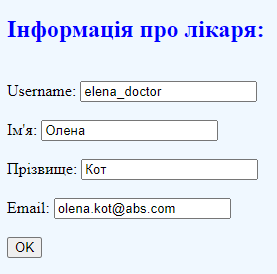 Інформація про лікаря:
Username: elena_doctor
Ім'я: Олена
Прізвище: Кот
Email: olena.kot@abs.com
OK